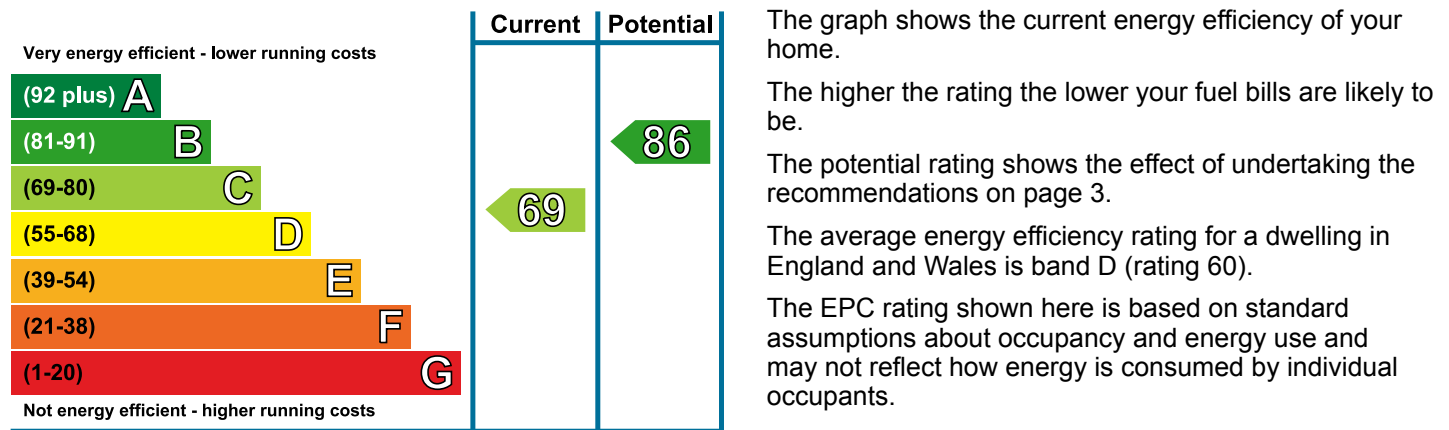 Current Potential
Very energy efficient - lower running costs
(92 plus) A
(81-91) B
86
(69-80) C
69
(55-68) D
(39-54) E
(21-38) F
(1-20) G
Not energy efficient - higher running costs
The graph shows the current energy efficiency of your
home.
The higher the rating the lower your fuel bills are likely to
be.
The potential rating shows the effect of undertaking the
recommendations on page 3.
The average energy efficiency rating for a dwelling in
England and Wales is band D (rating 60).
The EPC rating shown here is based on standard
assumptions about occupancy and energy use and
may not reflect how energy is consumed by individual
occupants.